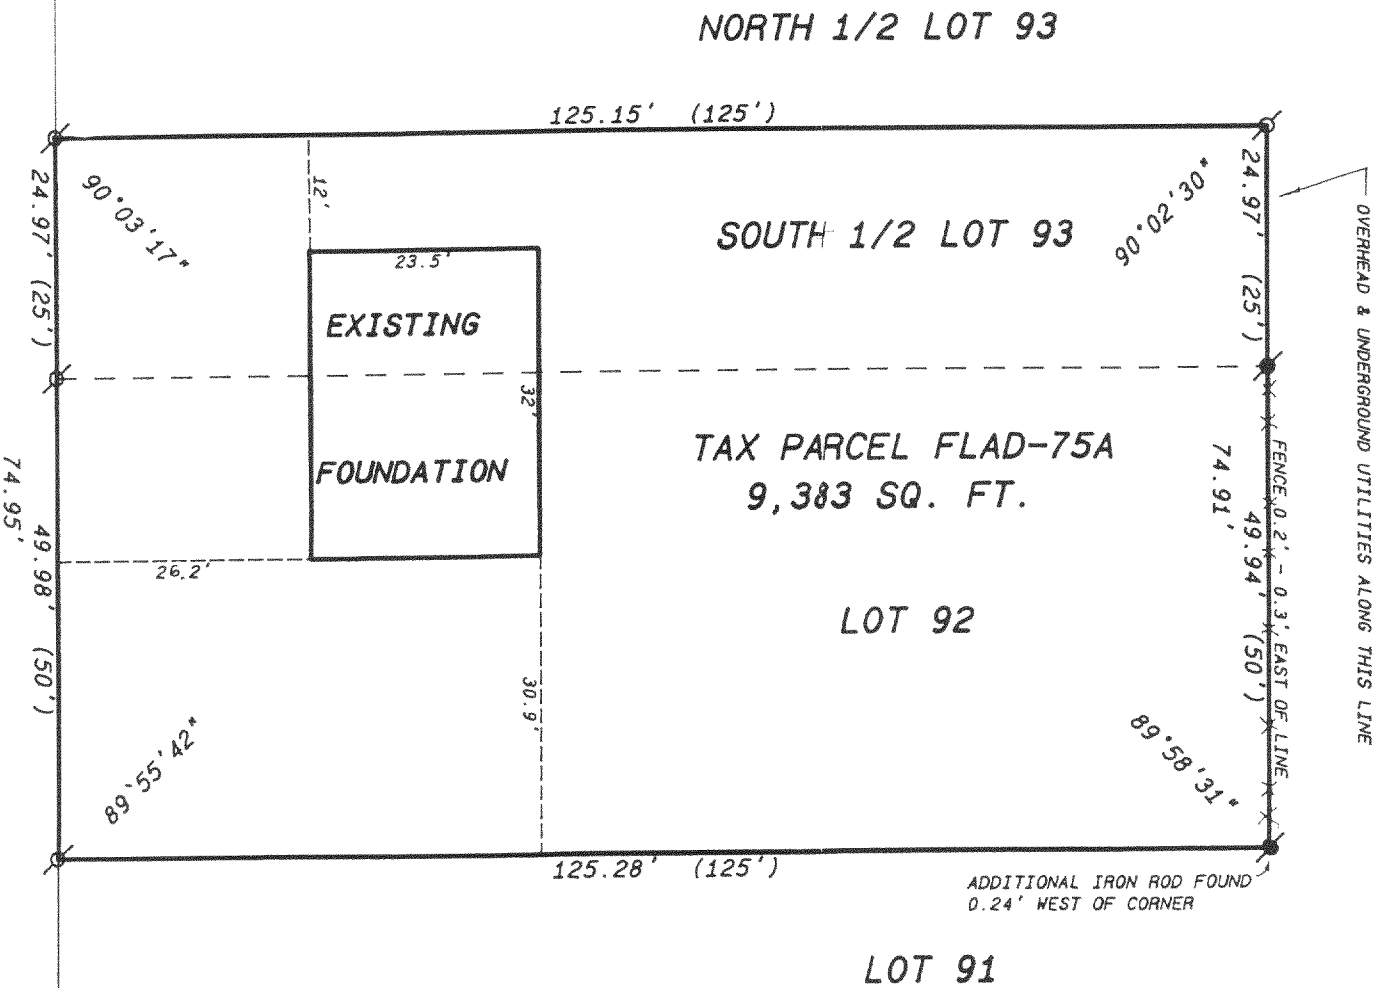 NORTH 1/2 LOT 93
125.15' (125')
24.97' (25')
90°03'17"
12'
SOUTH 1/2 LOT 93
90°02'30"
24.97' (25')
OVERHEAD & UNDERGROUND UTILITIES ALONG THIS LINE
23.5'
EXISTING
32'
FOUNDATION
TAX PARCEL FLAD-75A
9,383 SQ. FT.
74.91'
49.94' (50')
FENCE 0.2' - 0.3' EAST OF LINE
74.95'
49.98' (50')
26.2'
LOT 92
30.9'
89°55'42"
89°58'31"
125.28' (125')
ADDITIONAL IRON ROD FOUND
0.24' WEST OF CORNER
LOT 91